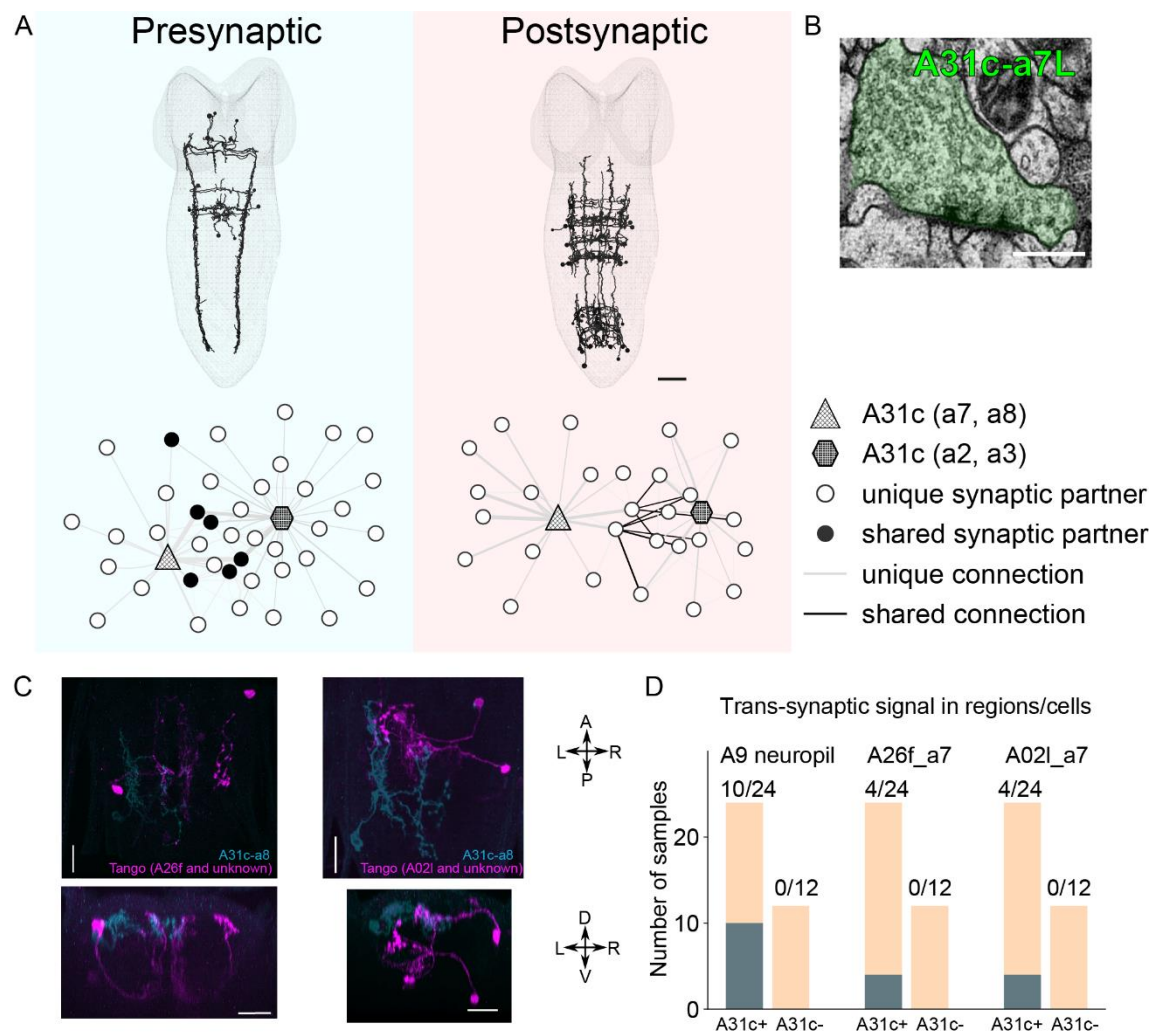 A
Presynaptic
Postsynaptic
B
A31c-a7L
A31c (a7, a8)
A31c (a2, a3)
unique synaptic partner
shared synaptic partner
unique connection
shared connection
C
A31c-a8
Tango (A26f and unknown)
A31c-a8
Tango (A02l and unknown)
A
L R
P
D
L R
V
D
Trans-synaptic signal in regions/cells
A9 neuropil A26f_a7 A02l_a7
10/24 4/24 4/24
0/12 0/12 0/12
Number of samples
20
10
0
A31c+ A31c- A31c+ A31c- A31c+ A31c-